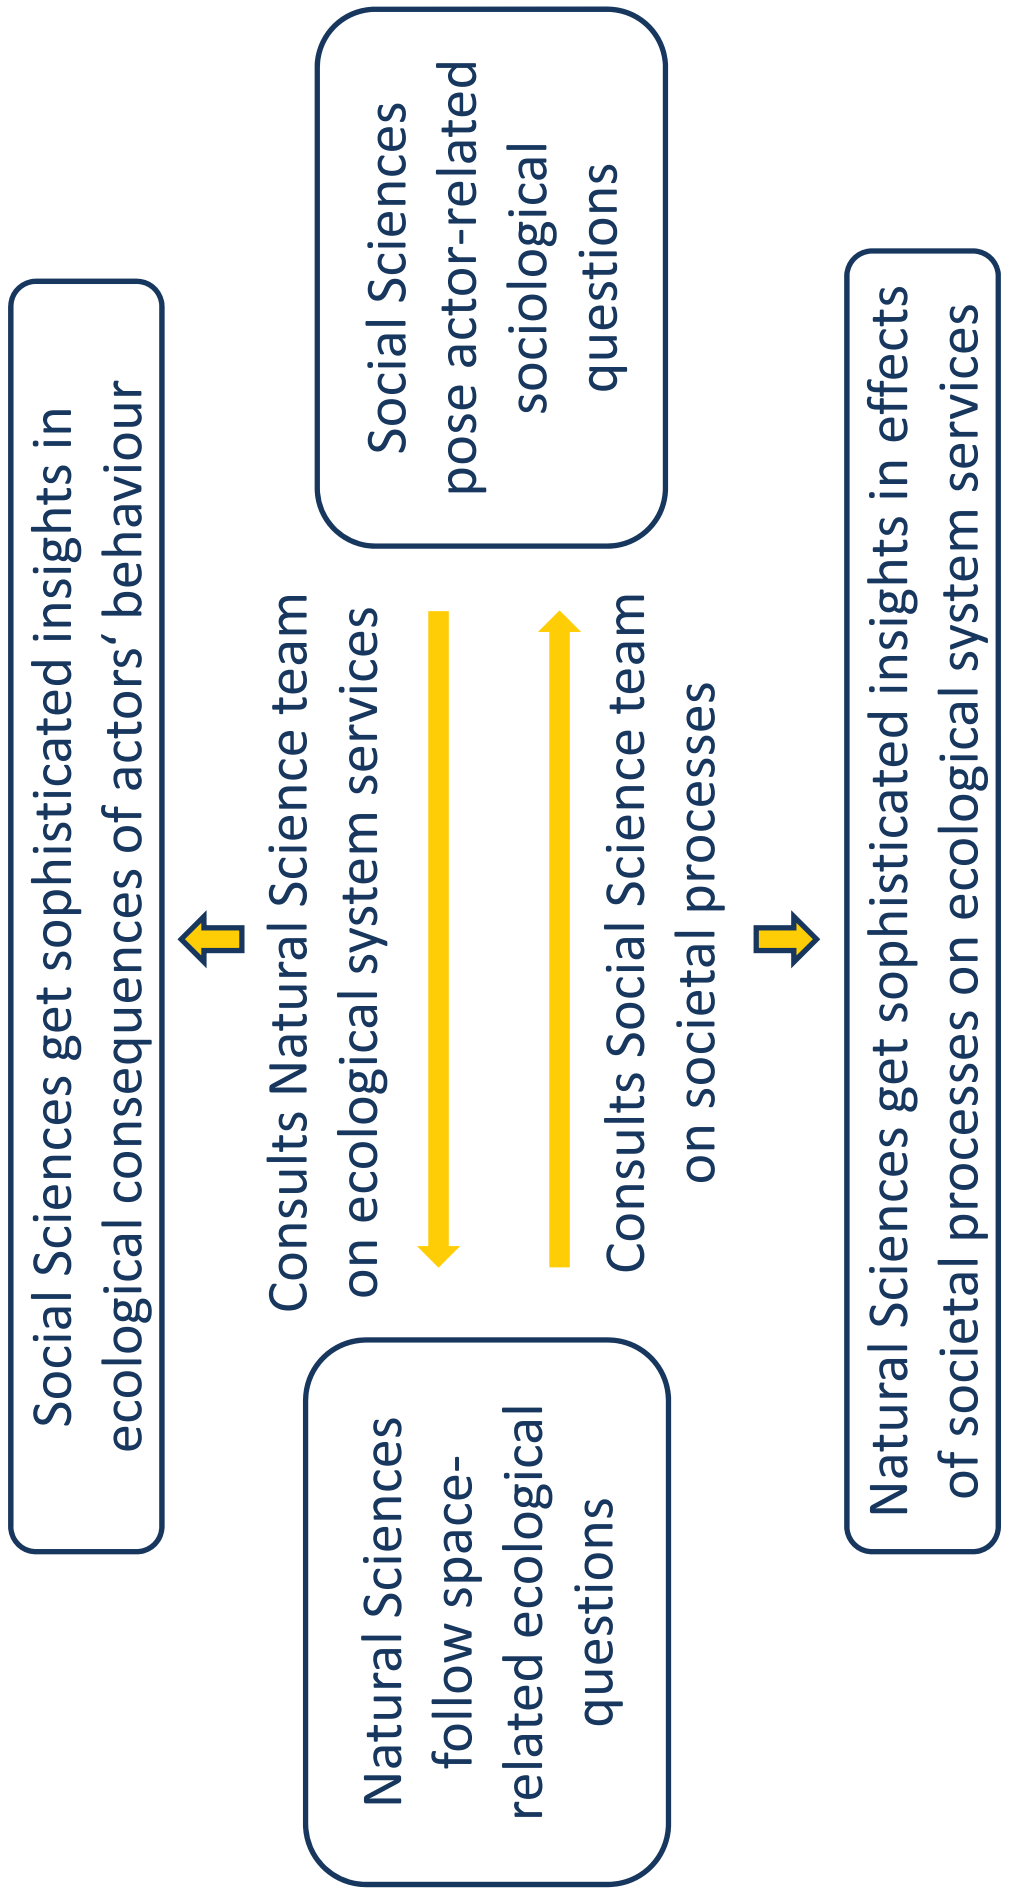 Social Sciences get sophisticated insights in
ecological consequences of actors‘ behaviour
Consults Natural Science team
on ecological system services
Natural Sciences
follow space-
related ecological
questions
Social Sciences
pose actor-related
sociological
questions
Consults Social Science team
on societal processes
Natural Sciences get sophisticated insights in effects
of societal processes on ecological system services